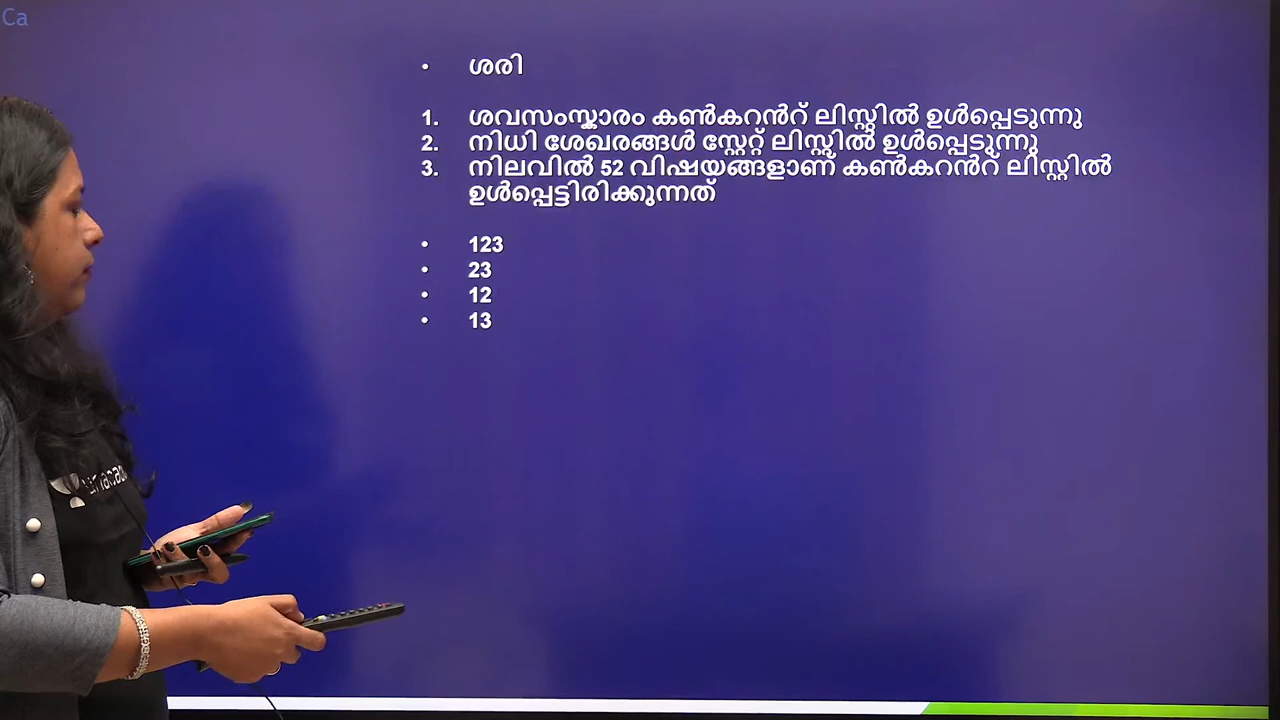 Ca
• ശരി
1. ശവസംസ്കാരം കൺകറൻറ് ലിസ്റ്റിൽ ഉൾപ്പെടുന്നു
2. നിധി ശേഖരങ്ങൾ സ്റ്റേറ്റ് ലിസ്റ്റിൽ ഉൾപ്പെടുന്നു
3. നിലവിൽ 52 വിഷയങ്ങളാണ് കൺകറൻറ് ലിസ്റ്റിൽ
ഉൾപ്പെട്ടിരിക്കുന്നത്
• 123
• 23
• 12
• 13